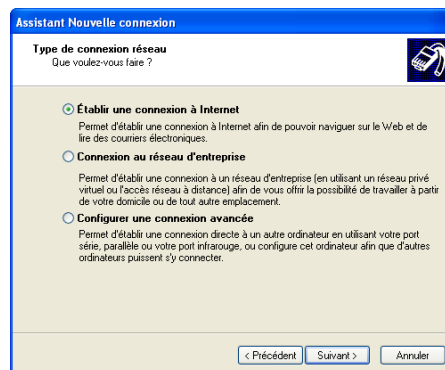 Assistant Nouvelle connexion
Type de connexion réseau
Que voulez-vous faire ?
Établir une connexion à Internet
Permet d'établir une connexion à Internet afin de pouvoir naviguer sur le Web et de
lire des courriers électroniques.
Connexion au réseau d'entreprise
Permet d'établir une connexion à un réseau d'entreprise (en utilisant un réseau privé
virtuel ou l'accès réseau à distance) afin de vous offrir la possibilité de travailler à partir
de votre domicile ou de tout autre emplacement.
Configurer une connexion avancée
Permet d'établir une connexion directe à un autre ordinateur en utilisant votre port
série, parallèle ou votre port infrarouge, ou configure cet ordinateur afin que d'autres
ordinateurs puissent s'y connecter.
< Précédent Suivant > Annuler